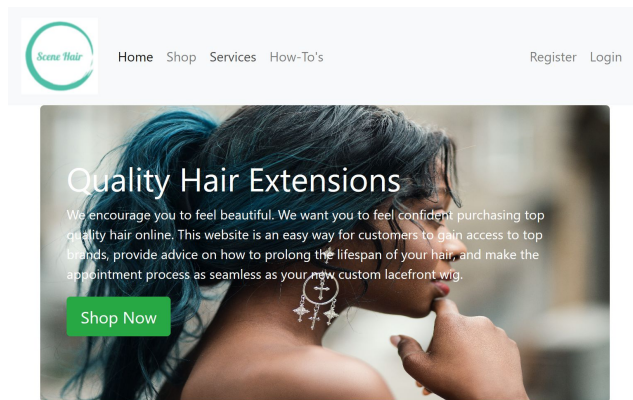 Scene Hair
Home Shop Services How-To's Register Login
Quality Hair Extensions
We encourage you to feel beautiful. We want you to feel confident purchasing top
quality hair online. This website is an easy way for customers to gain access to top
brands, provide advice on how to prolong the lifespan of your hair, and make the
appointment process as seamless as your new custom lacefront wig.
Shop Now